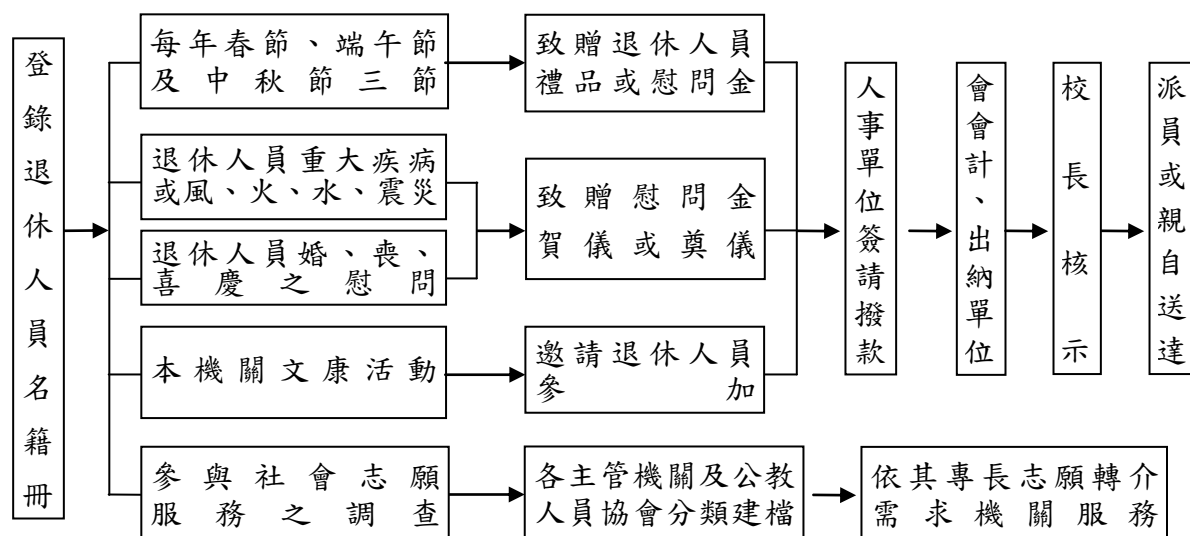 登錄退休人員名籍冊
每年春節、端午節
及中秋節三節
致贈退休人員
禮品或慰問金
退休人員重大疾病
或風、火、水、震災
退休人員婚、喪、
喜慶之慰問
致贈慰問金
賀儀或奠儀
本機關文康活動
邀請退休人員
參加
參與社會志願
服務之調查
各主管機關及公教
人員協會分類建檔
依其專長志願轉介
需求機關服務
人事單位簽請撥款
會會計、出納單位
校長核示
派員或親自送達